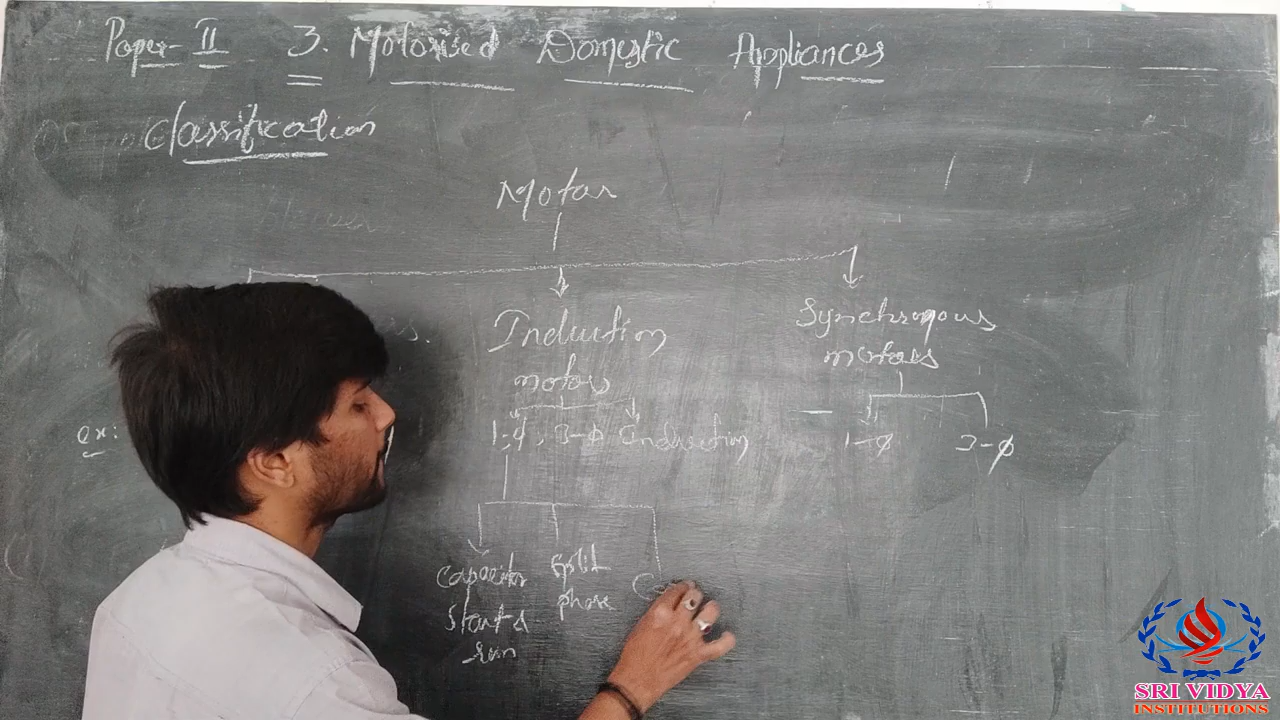 Paper-II 3. Motorised Domestic Appliances
Classification
Motor
Induction
motors
Synchronous
motors
ex:
1-φ, 3-φ Induction
1-φ 3-φ
Capacitor
start &
run
Split
phase
C
SRI VIDYA
INSTITUTIONS